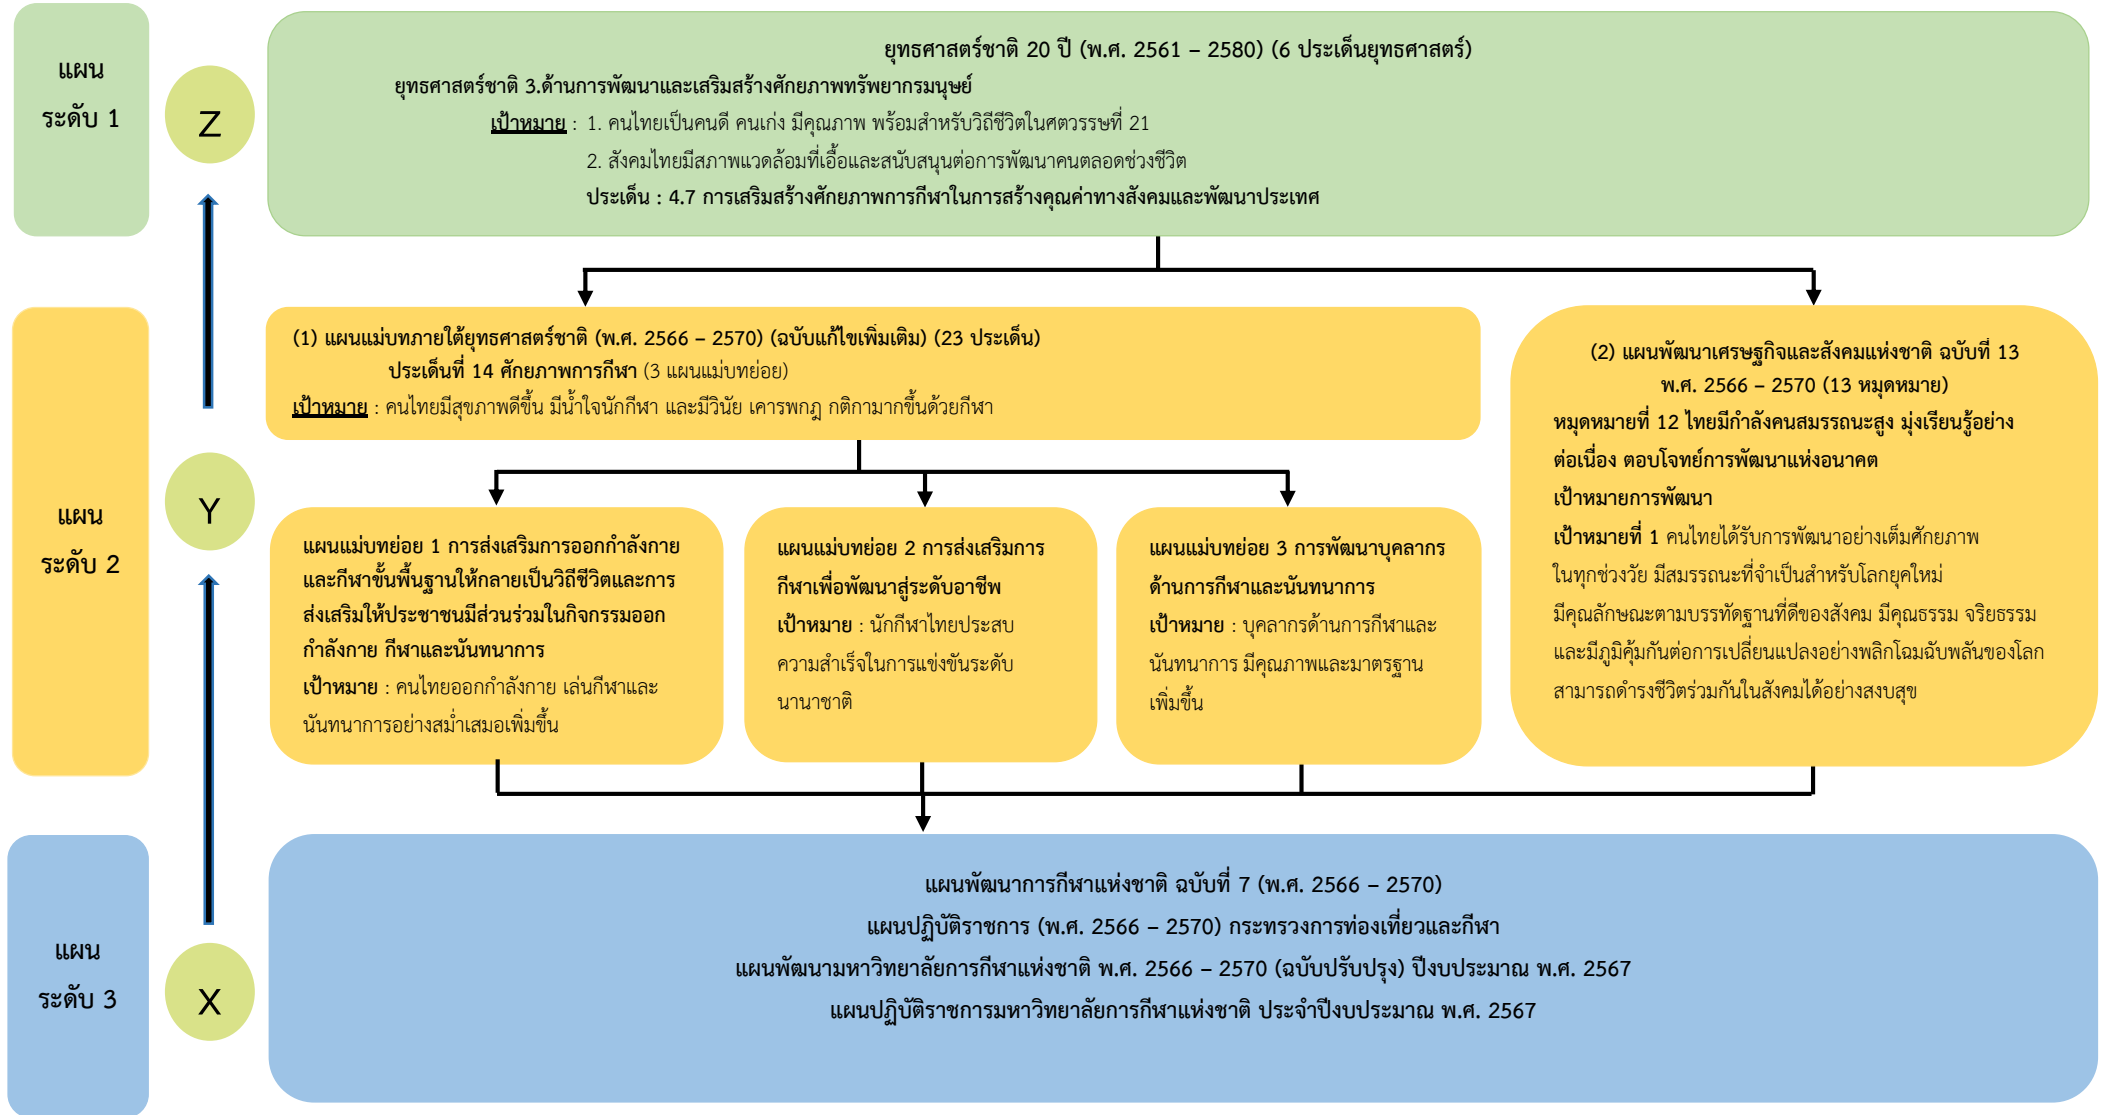 แผน
ระดับ 1
Z
ยุทธศาสตร์ชาติ 20 ปี (พ.ศ. 2561 – 2580) (6 ประเด็นยุทธศาสตร์)
ยุทธศาสตร์ชาติ 3.ด้านการพัฒนาและเสริมสร้างศักยภาพทรัพยากรมนุษย์
เป้าหมาย : 1. คนไทยเป็นคนดี คนเก่ง มีคุณภาพ พร้อมสำหรับวิถีชีวิตในศตวรรษที่ 21
2. สังคมไทยมีสภาพแวดล้อมที่เอื้อและสนับสนุนต่อการพัฒนาคนตลอดช่วงชีวิต
ประเด็น : 4.7 การเสริมสร้างศักยภาพการกีฬาในการสร้างคุณค่าทางสังคมและพัฒนาประเทศ
แผน
ระดับ 2
Y
(1) แผนแม่บทภายใต้ยุทธศาสตร์ชาติ (พ.ศ. 2566 – 2570) (ฉบับแก้ไขเพิ่มเติม) (23 ประเด็น)
ประเด็นที่ 14 ศักยภาพการกีฬา (3 แผนแม่บทย่อย)
เป้าหมาย : คนไทยมีสุขภาพดีขึ้น มีน้ำใจนักกีฬา และมีวินัย เคารพกฎ กติกามากขึ้นด้วยกีฬา
แผนแม่บทย่อย 1 การส่งเสริมการออกกำลังกาย
และกีฬาขั้นพื้นฐานให้กลายเป็นวิถีชีวิตและการ
ส่งเสริมให้ประชาชนมีส่วนร่วมในกิจกรรมออก
กำลังกาย กีฬาและนันทนาการ
เป้าหมาย : คนไทยออกกำลังกาย เล่นกีฬาและ
นันทนาการอย่างสม่ำเสมอเพิ่มขึ้น
แผนแม่บทย่อย 2 การส่งเสริมการ
กีฬาเพื่อพัฒนาสู่ระดับอาชีพ
เป้าหมาย : นักกีฬาไทยประสบ
ความสำเร็จในการแข่งขันระดับ
นานาชาติ
แผนแม่บทย่อย 3 การพัฒนาบุคลากร
ด้านการกีฬาและนันทนาการ
เป้าหมาย : บุคลากรด้านการกีฬาและ
นันทนาการ มีคุณภาพและมาตรฐาน
เพิ่มขึ้น
(2) แผนพัฒนาเศรษฐกิจและสังคมแห่งชาติ ฉบับที่ 13
พ.ศ. 2566 – 2570 (13 หมุดหมาย)
หมุดหมายที่ 12 ไทยมีกำลังคนสมรรถนะสูง มุ่งเรียนรู้อย่าง
ต่อเนื่อง ตอบโจทย์การพัฒนาแห่งอนาคต
เป้าหมายการพัฒนา
เป้าหมายที่ 1 คนไทยได้รับการพัฒนาอย่างเต็มศักยภาพ
ในทุกช่วงวัย มีสมรรถนะที่จำเป็นสำหรับโลกยุคใหม่
มีคุณลักษณะตามบรรทัดฐานที่ดีของสังคม มีคุณธรรม จริยธรรม
และมีภูมิคุ้มกันต่อการเปลี่ยนแปลงอย่างพลิกโฉมฉับพลันของโลก
สามารถดำรงชีวิตร่วมกันในสังคมได้อย่างสงบสุข
แผน
ระดับ 3
X
แผนพัฒนาการกีฬาแห่งชาติ ฉบับที่ 7 (พ.ศ. 2566 – 2570)
แผนปฏิบัติราชการ (พ.ศ. 2566 – 2570) กระทรวงการท่องเที่ยวและกีฬา
แผนพัฒนามหาวิทยาลัยการกีฬาแห่งชาติ พ.ศ. 2566 – 2570 (ฉบับปรับปรุง) ปีงบประมาณ พ.ศ. 2567
แผนปฏิบัติราชการมหาวิทยาลัยการกีฬาแห่งชาติ ประจำปีงบประมาณ พ.ศ. 2567